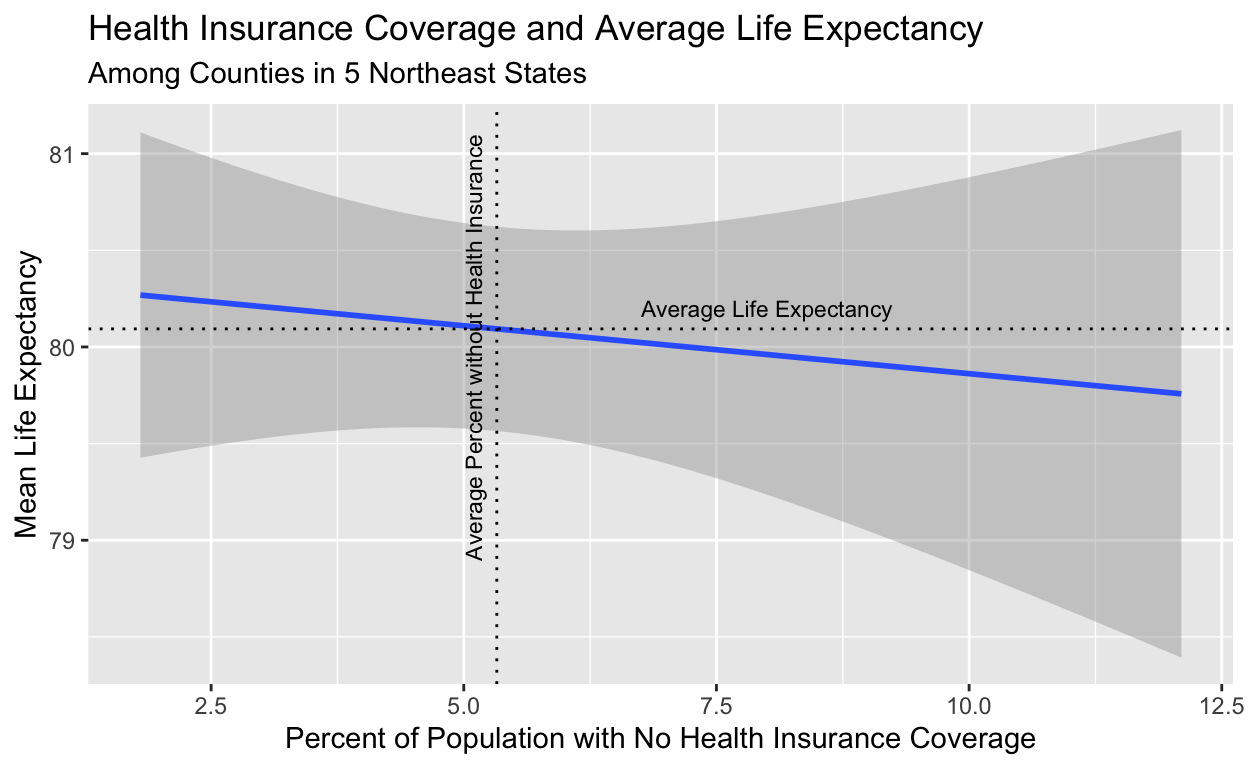 Health Insurance Coverage and Average Life Expectancy
Among Counties in 5 Northeast States
Mean Life Expectancy
81
80
79
Average Percent without Health Insurance
Average Life Expectancy
2.5
5.0
7.5
10.0
12.5
Percent of Population with No Health Insurance Coverage